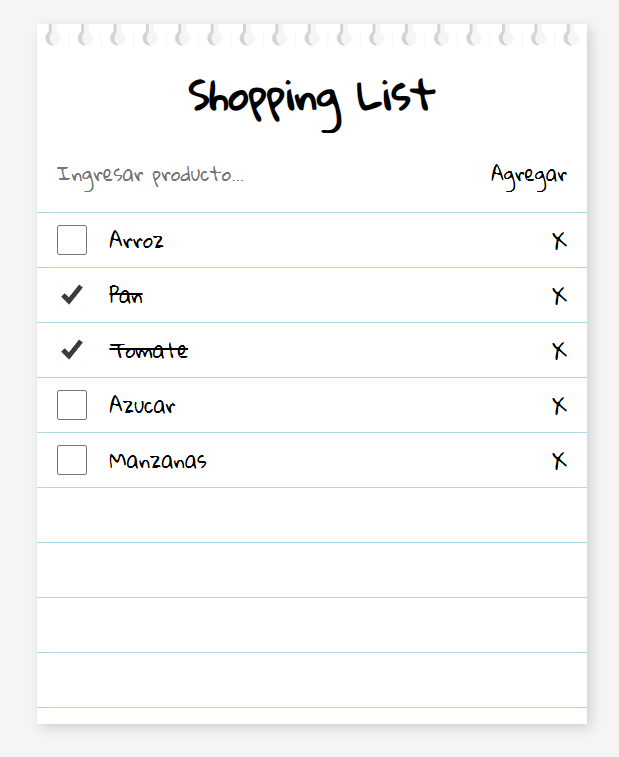 Shopping List
Ingresar producto... Agregar
Arroz X
Pan X
Tomate X
Azucar X
Manzanas X